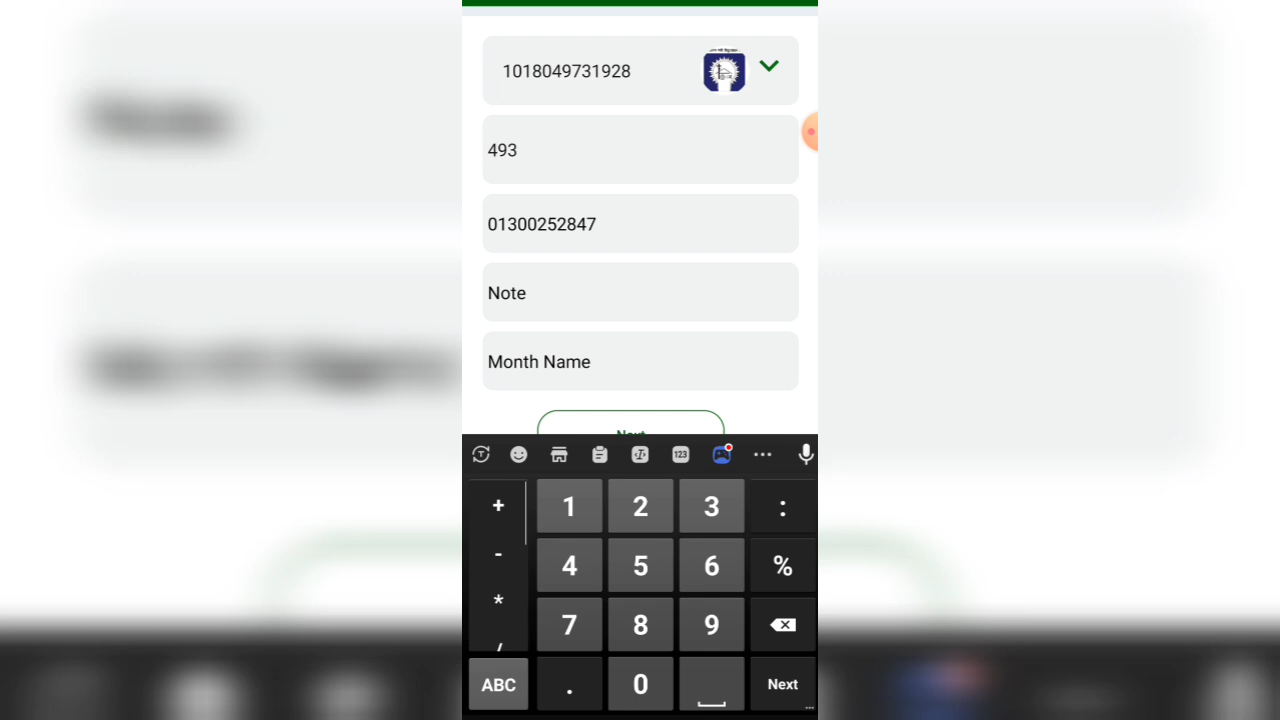 1018049731928
493
01300252847
Note
Month Name
Next
123
+ 1 2 3 :
- 4 5 6 %
* 7 8 9
/
ABC . 0 Next